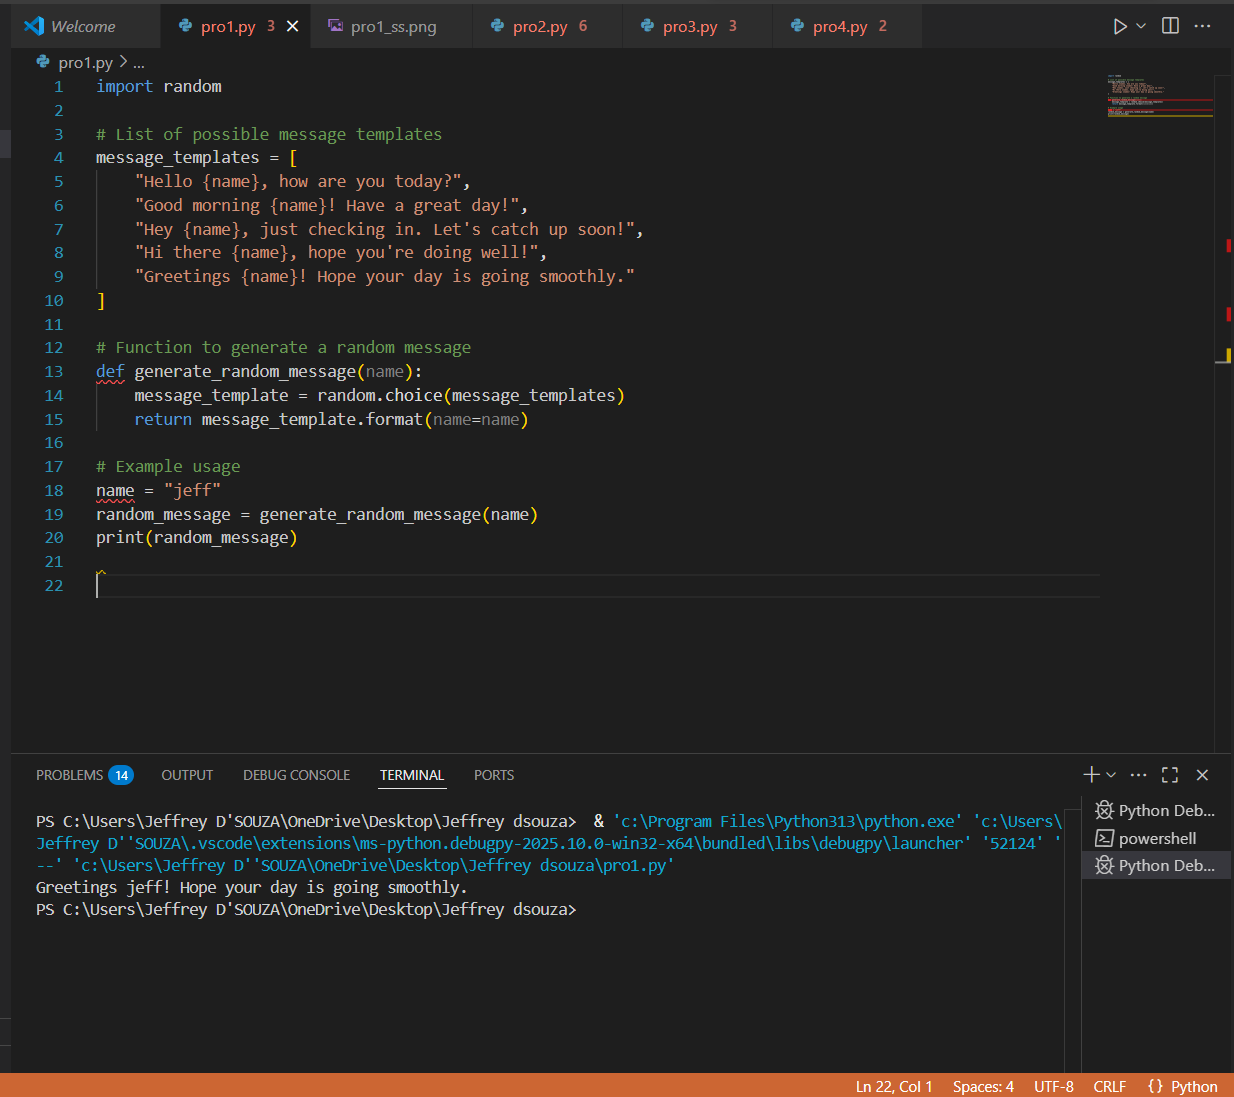 Welcome pro1.py 3 pro1_ss.png pro2.py 6 pro3.py 3 pro4.py 2
pro1.py > ...
1 import random
2
3 # List of possible message templates
4 message_templates = [
5     "Hello {name}, how are you today?",
6     "Good morning {name}! Have a great day!",
7     "Hey {name}, just checking in. Let's catch up soon!",
8     "Hi there {name}, hope you're doing well!",
9     "Greetings {name}! Hope your day is going smoothly."
10 ]
11
12 # Function to generate a random message
13 def generate_random_message(name):
14     message_template = random.choice(message_templates)
15     return message_template.format(name=name)
16
17 # Example usage
18 name = "jeff"
19 random_message = generate_random_message(name)
20 print(random_message)
21
22
PROBLEMS 14 OUTPUT DEBUG CONSOLE TERMINAL PORTS
PS C:\Users\Jeffrey D'SOUZA\OneDrive\Desktop\Jeffrey dsouza>  & 'c:\Program Files\Python313\python.exe' 'c:\Users\
Jeffrey D''SOUZA\.vscode\extensions\ms-python.debugpy-2025.10.0-win32-x64\bundled\libs\debugpy\launcher' '52124' '
--' 'c:\Users\Jeffrey D''SOUZA\OneDrive\Desktop\Jeffrey dsouza\pro1.py'
Greetings jeff! Hope your day is going smoothly.
PS C:\Users\Jeffrey D'SOUZA\OneDrive\Desktop\Jeffrey dsouza>
Python Deb...
powershell
Python Deb...
Ln 22, Col 1 Spaces: 4 UTF-8 CRLF {} Python